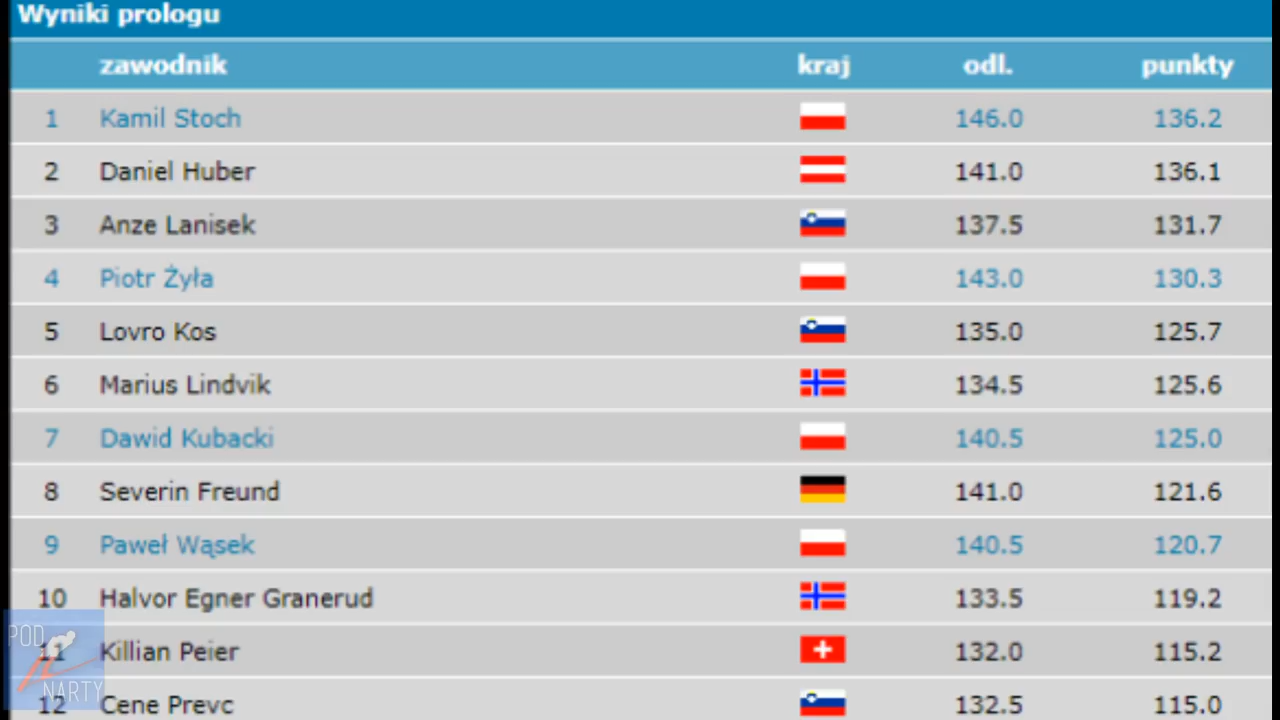 Wyniki prologu
zawodnik kraj odl. punkty
1 Kamil Stoch 146.0 136.2
2 Daniel Huber 141.0 136.1
3 Anze Lanisek 137.5 131.7
4 Piotr Żyła 143.0 130.3
5 Lovro Kos 135.0 125.7
6 Marius Lindvik 134.5 125.6
7 Dawid Kubacki 140.5 125.0
8 Severin Freund 141.0 121.6
9 Paweł Wąsek 140.5 120.7
10 Halvor Egner Granerud 133.5 119.2
11 Killian Peier 132.0 115.2
12 Cene Prevc 132.5 115.0
POD
NARTY